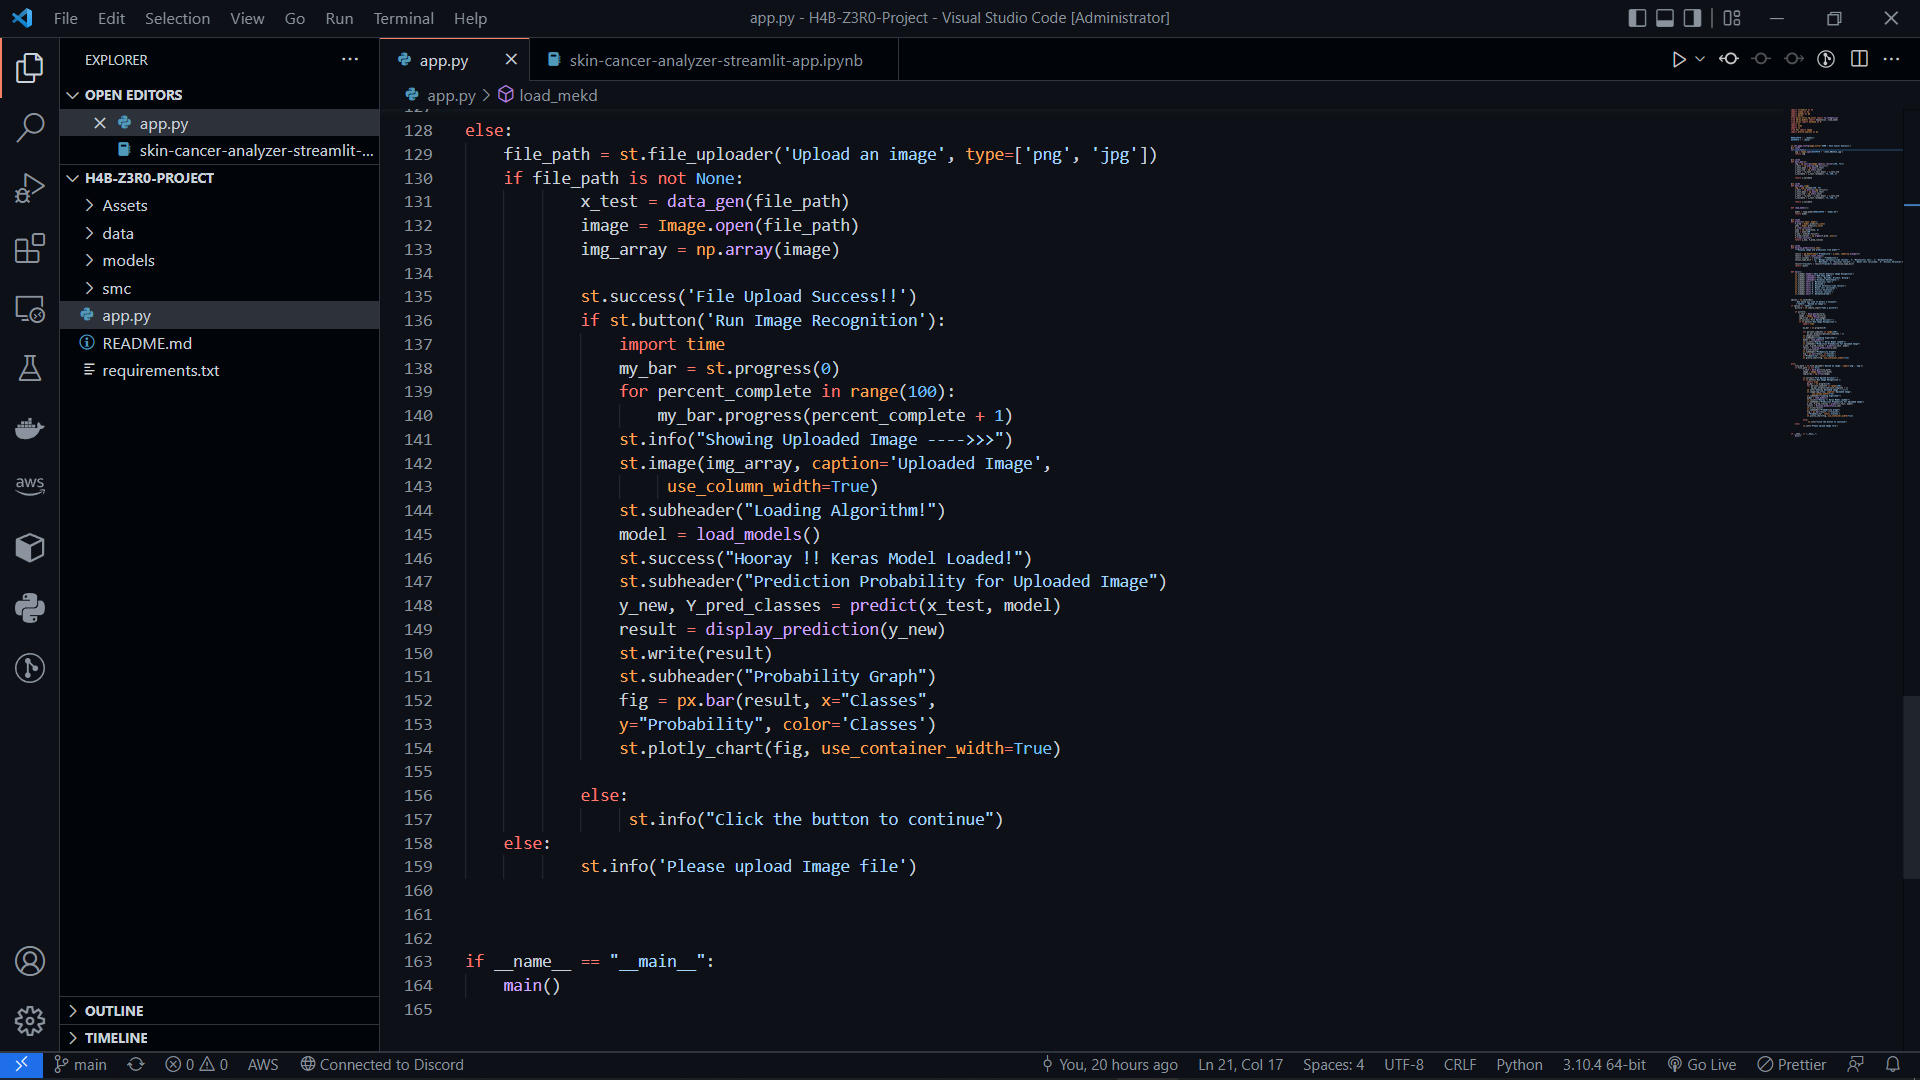 File Edit Selection View Go Run Terminal Help
app.py - H4B-Z3R0-Project - Visual Studio Code [Administrator]
EXPLORER
OPEN EDITORS
app.py
skin-cancer-analyzer-streamlit-...
H4B-Z3R0-PROJECT
Assets
data
models
smc
app.py
README.md
requirements.txt
OUTLINE
TIMELINE
aws
app.py
skin-cancer-analyzer-streamlit-app.ipynb
app.py > load_mekd
128 else:
129 file_path = st.file_uploader('Upload an image', type=['png', 'jpg'])
130 if file_path is not None:
131 x_test = data_gen(file_path)
132 image = Image.open(file_path)
133 img_array = np.array(image)
134
135 st.success('File Upload Success!!')
136 if st.button('Run Image Recognition'):
137 import time
138 my_bar = st.progress(0)
139 for percent_complete in range(100):
140 my_bar.progress(percent_complete + 1)
141 st.info("Showing Uploaded Image ---->>>")
142 st.image(img_array, caption='Uploaded Image',
143 use_column_width=True)
144 st.subheader("Loading Algorithm!")
145 model = load_models()
146 st.success("Hooray !! Keras Model Loaded!")
147 st.subheader("Prediction Probability for Uploaded Image")
148 y_new, Y_pred_classes = predict(x_test, model)
149 result = display_prediction(y_new)
150 st.write(result)
151 st.subheader("Probability Graph")
152 fig = px.bar(result, x="Classes",
153 y="Probability", color='Classes')
154 st.plotly_chart(fig, use_container_width=True)
155
156 else:
157 st.info("Click the button to continue")
158 else:
159 st.info('Please upload Image file')
160
161
162
163 if __name__ == "__main__":
164 main()
165
main 0 0 AWS Connected to Discord
You, 20 hours ago Ln 21, Col 17 Spaces: 4 UTF-8 CRLF Python 3.10.4 64-bit Go Live Prettier